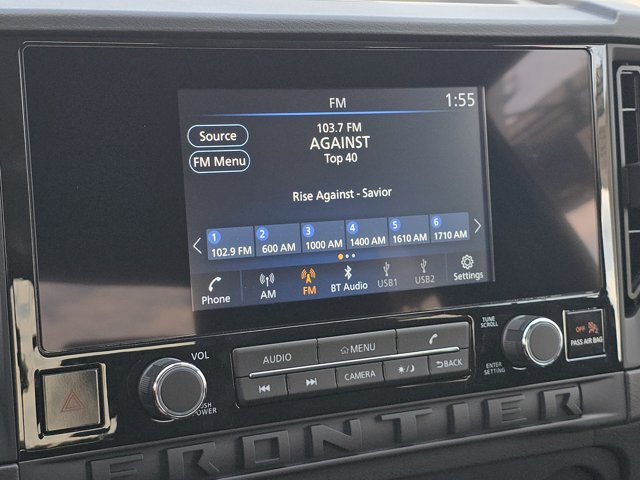 FM
1:55
Source
103.7 FM
AGAINST
FM Menu
Top 40
Rise Against - Savior
1 2 3 4 5 6
102.9 FM 600 AM 1000 AM 1400 AM 1610 AM 1710 AM
Phone AM FM BT Audio USB1 USB2 Settings
VOL
PUSH
POWER
AUDIO MENU
CAMERA BACK
TUNE
SCROLL
ENTER
SETTING
OFF
PASS AIR BAG
FRONTIER